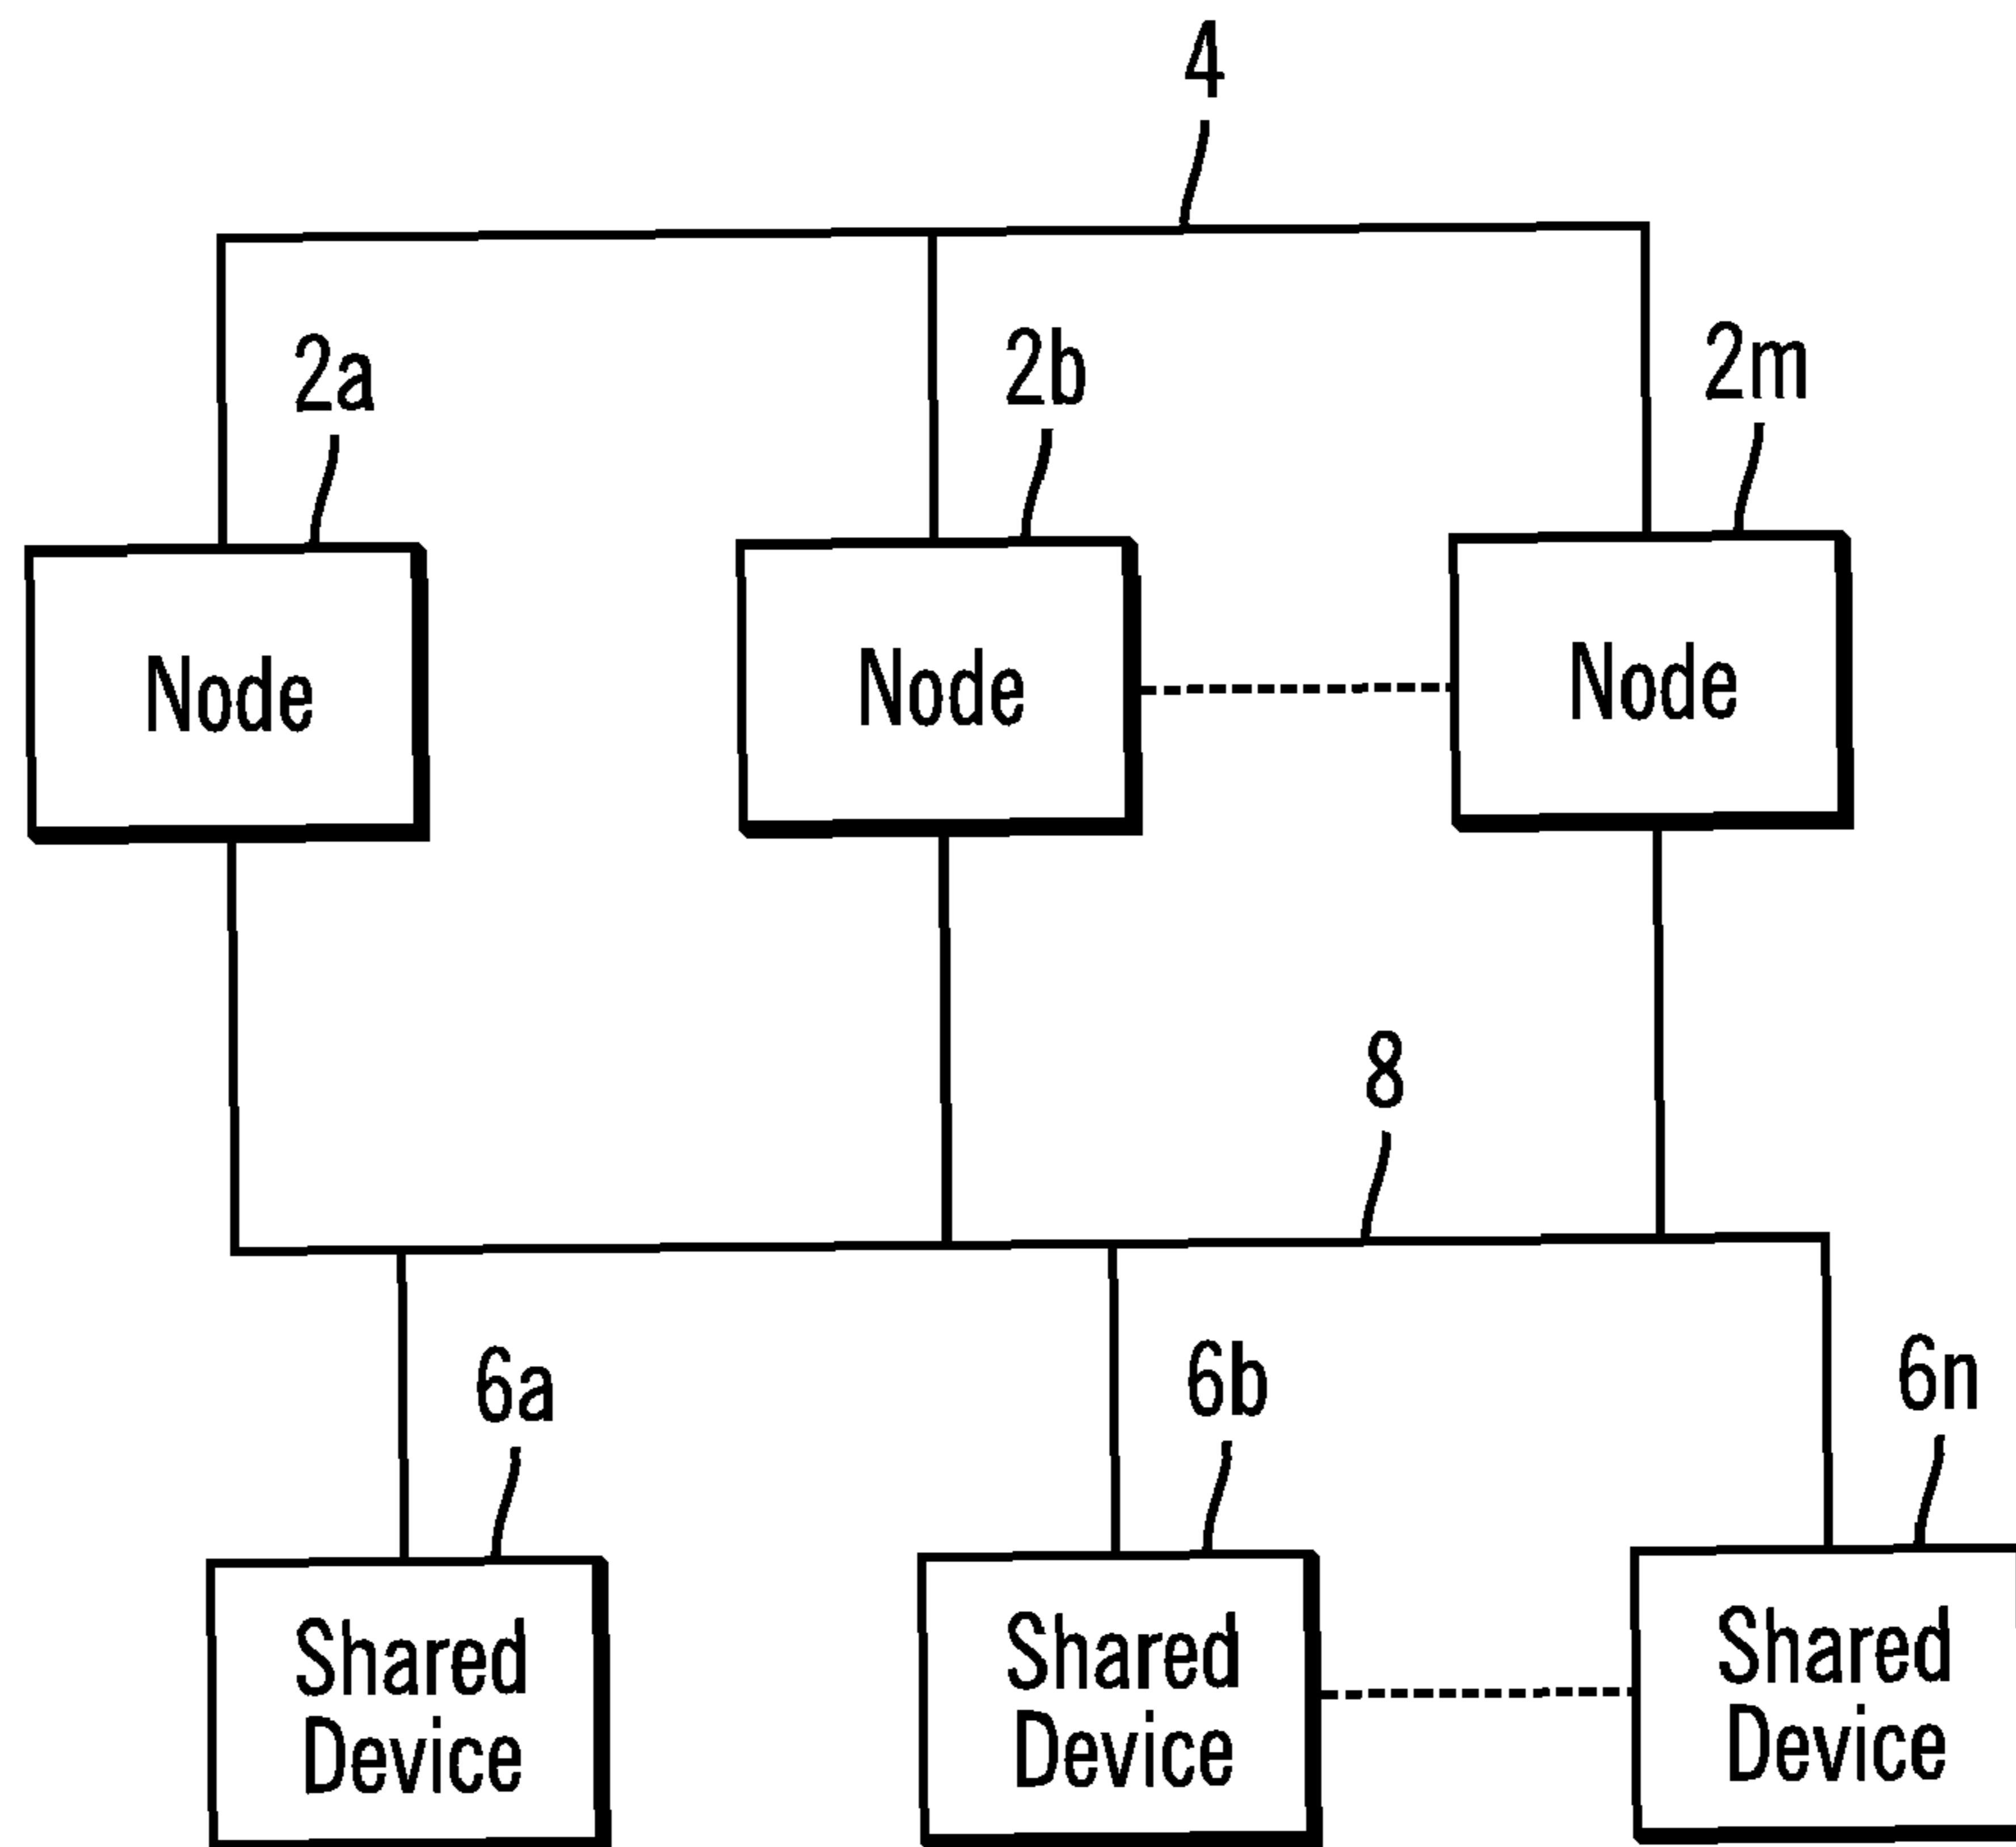 4
2a
2b
2m
Node
Node
Node
8
6a
6b
6n
Shared
Device
Shared
Device
Shared
Device